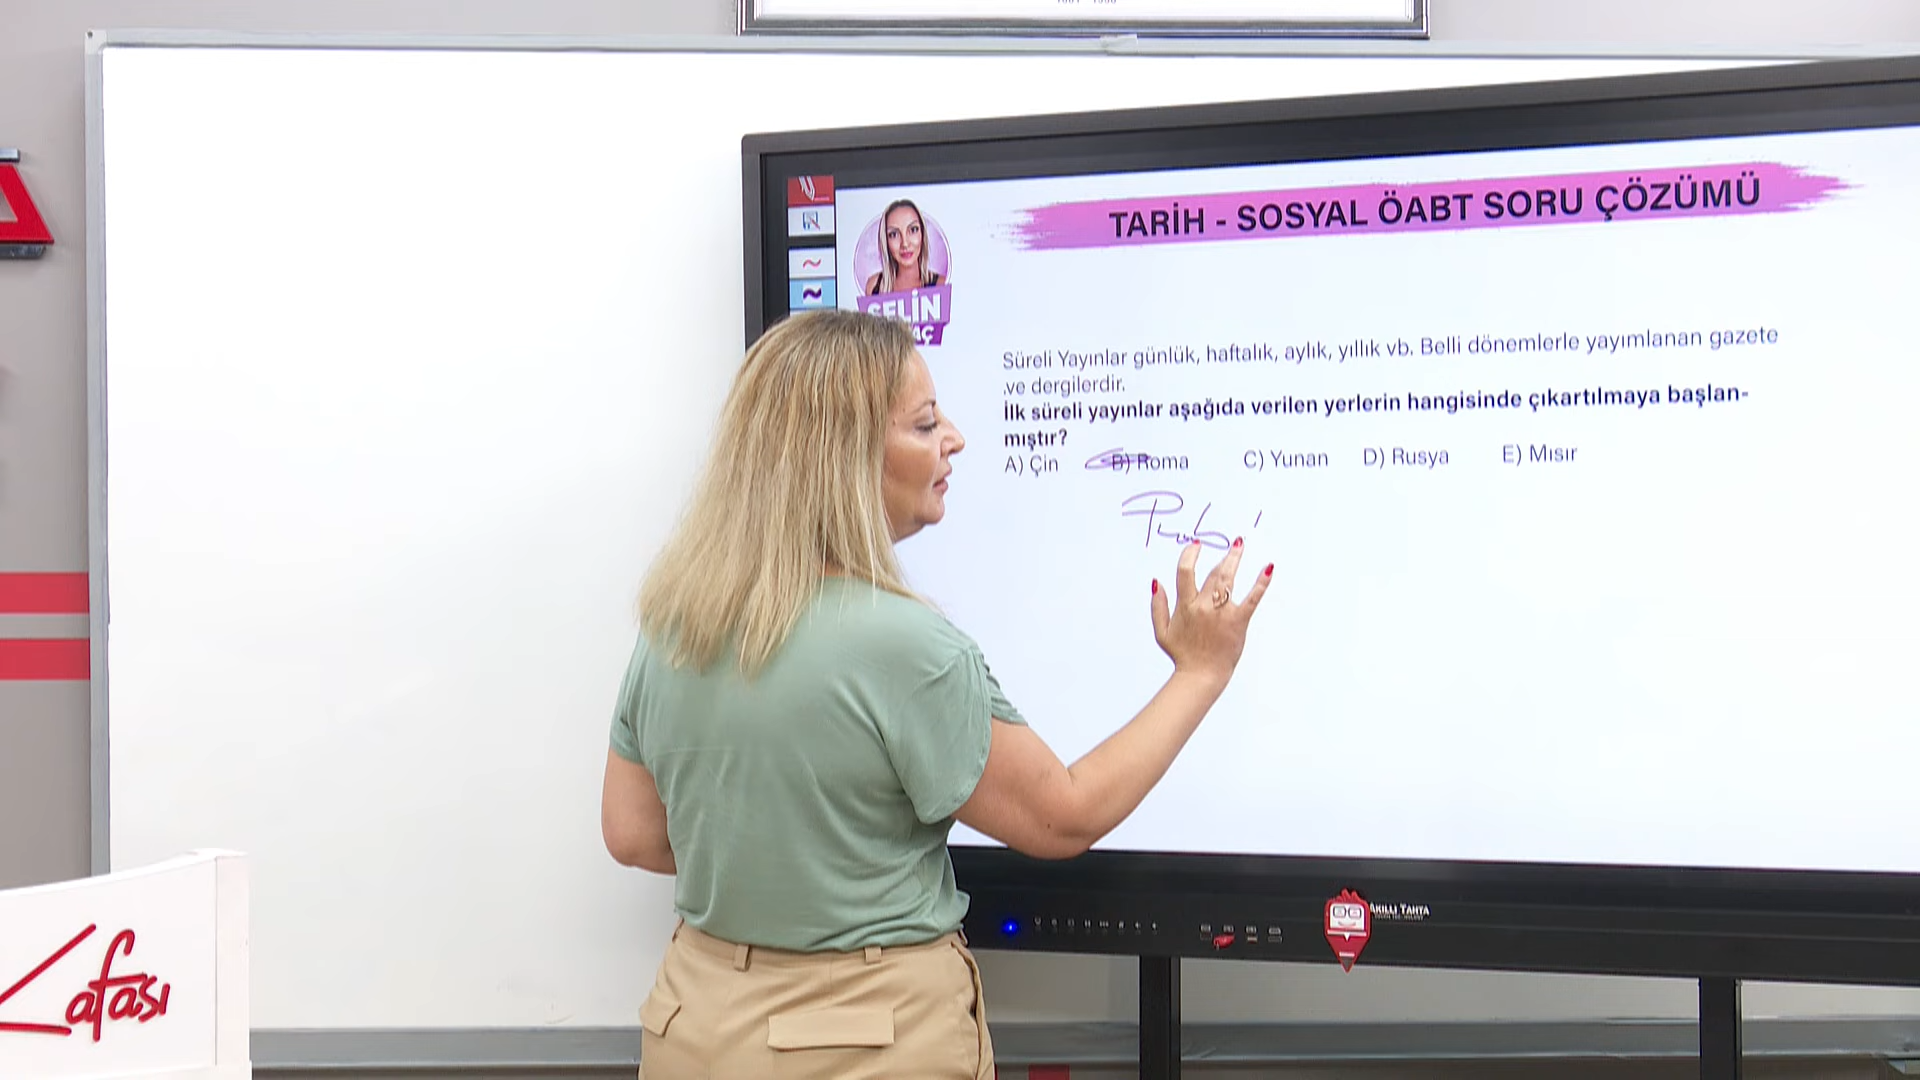 TARİH - SOSYAL ÖABT SORU ÇÖZÜMÜ
SELİN
Süreli Yayınlar günlük, haftalık, aylık, yıllık vb. Belli dönemlerle yayımlanan gazete
.ve dergilerdir.
İlk süreli yayınlar aşağıda verilen yerlerin hangisinde çıkartılmaya başlan-
mıştır?
A) Çin B) Roma C) Yunan D) Rusya E) Mısır
AKILLI TAHTA
Kafası